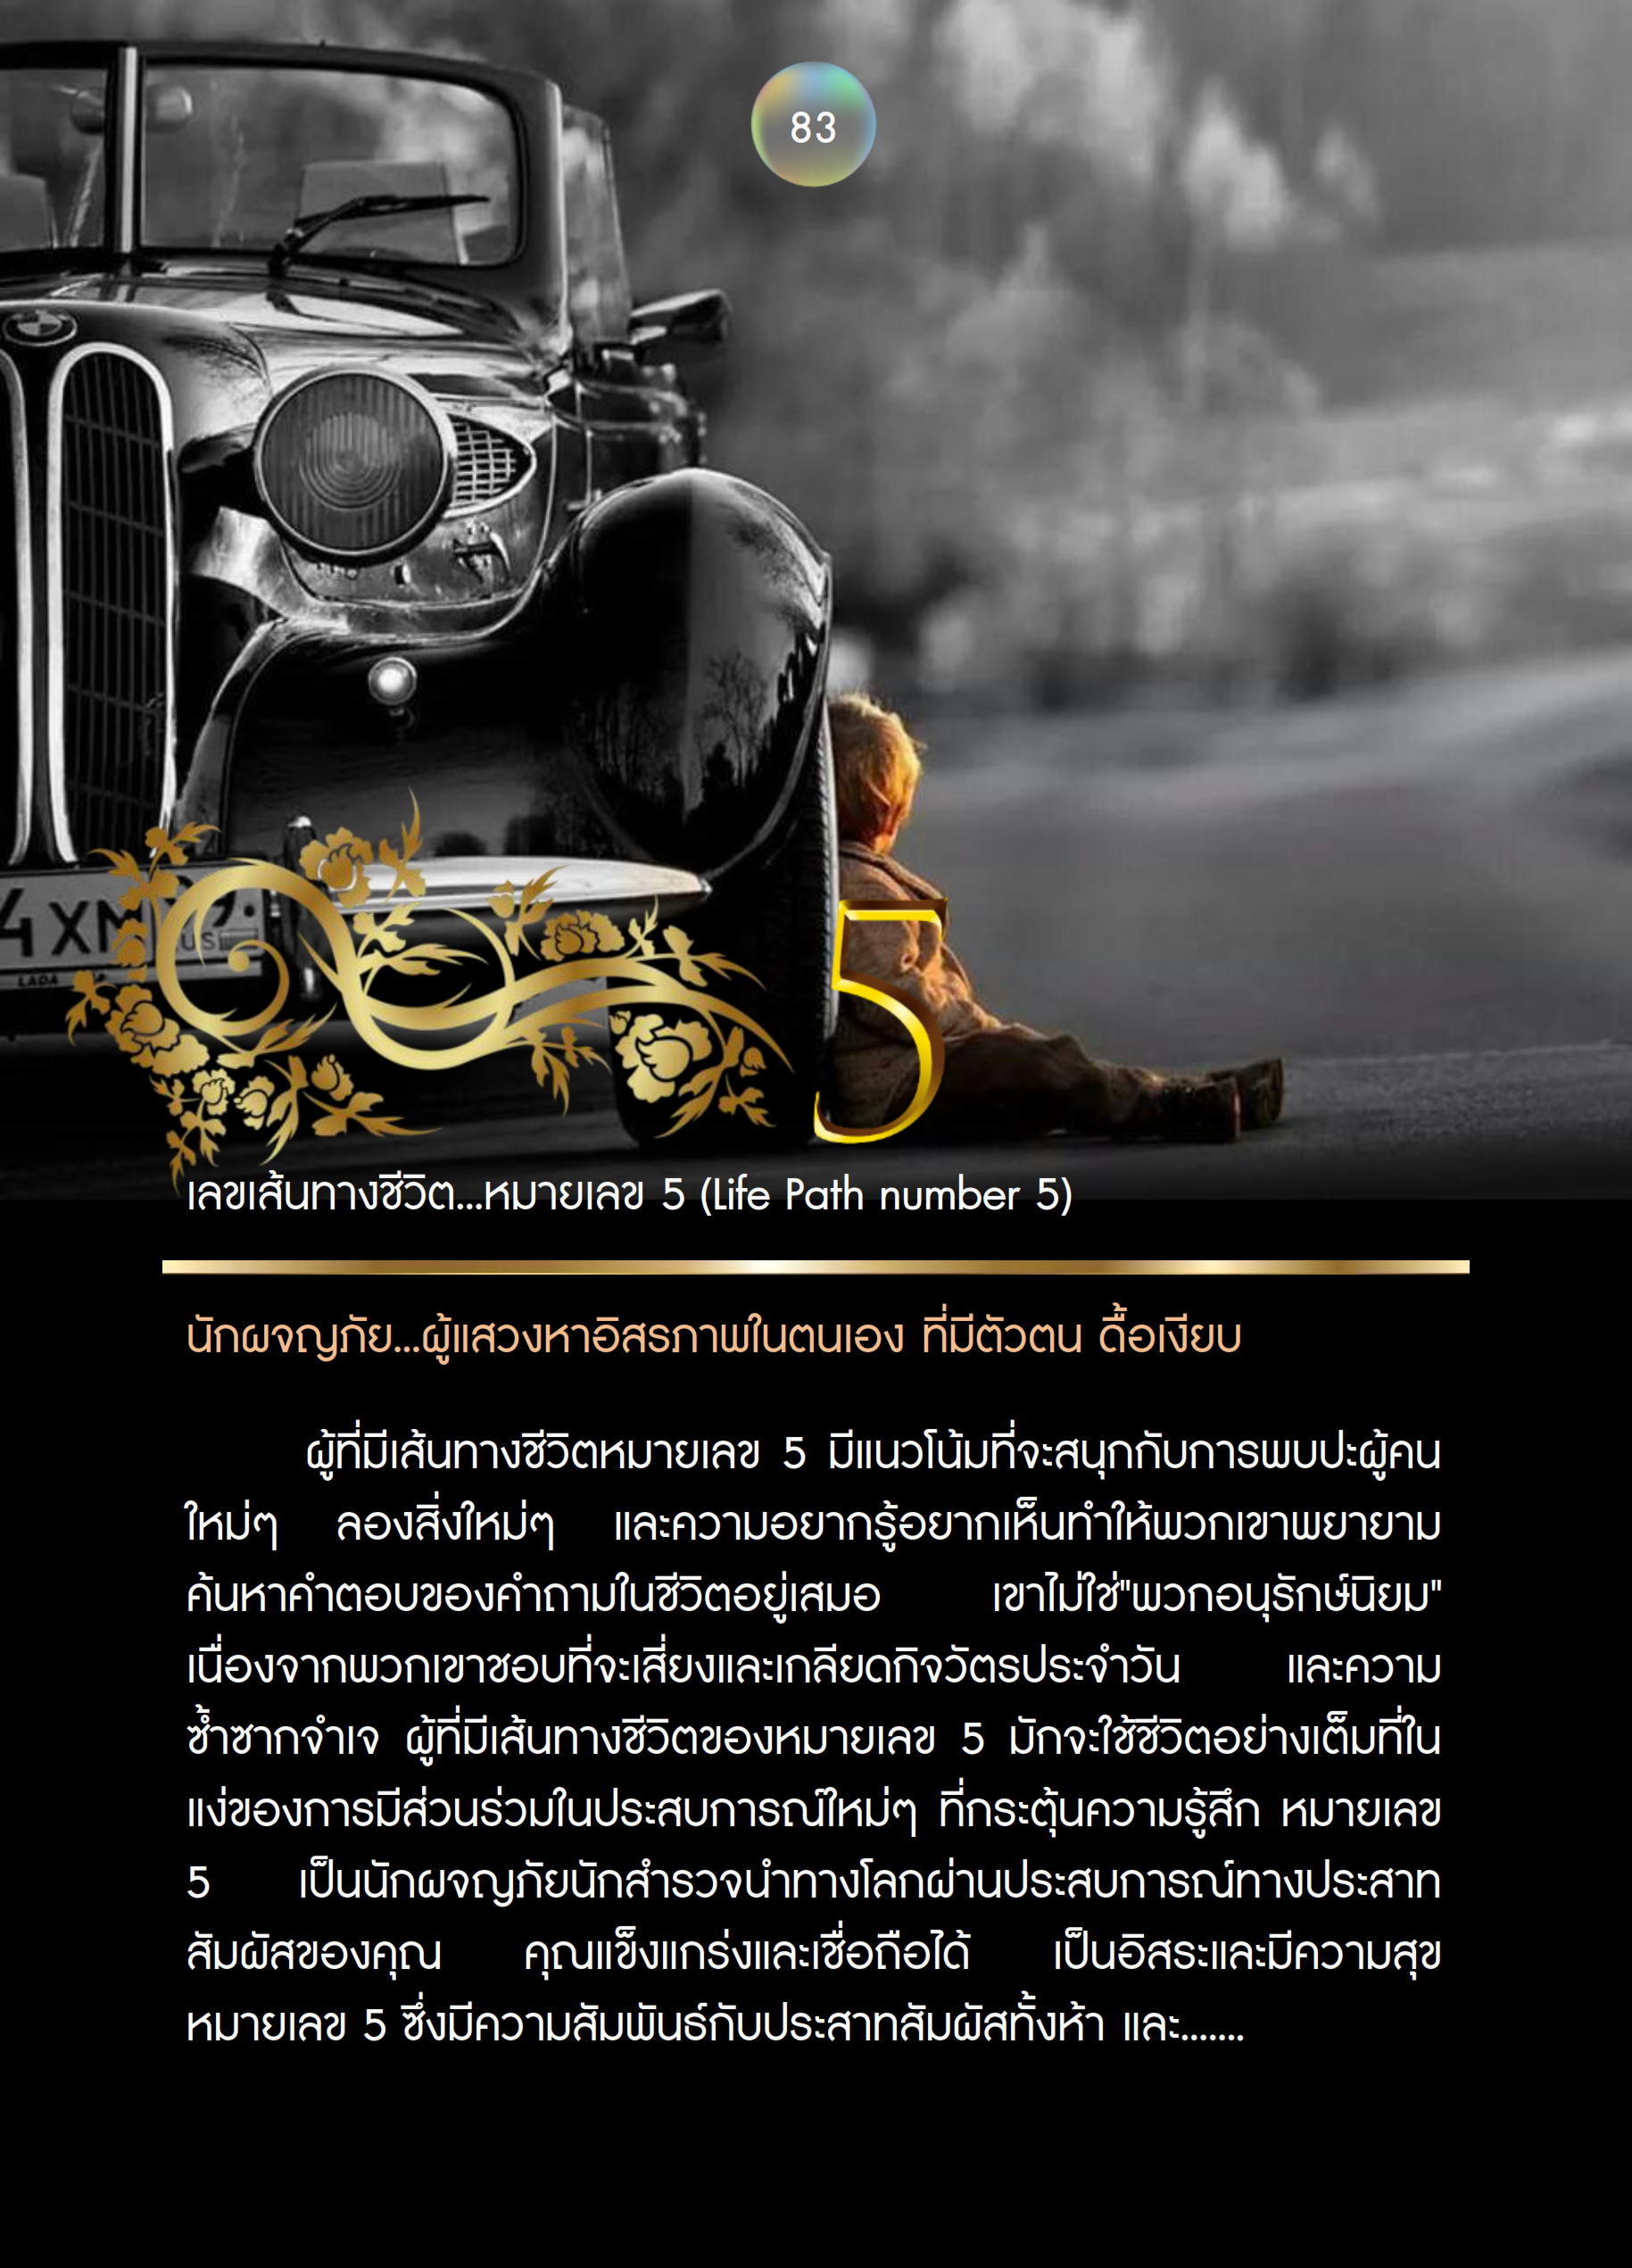 83
4 XM
RUS
LADA
5
เลขเส้นทางชีวิต...หมายเลข 5 (Life Path number 5)
นักผจญภัย...ผู้แสวงหาอิสรภาพในตนเอง ที่มีตัวตน ดื้อเงียบ
ผู้ที่มีเส้นทางชีวิตหมายเลข 5 มีแนวโน้มที่จะสนุกกับการพบปะผู้คน
ใหม่ๆ ลองสิ่งใหม่ๆ และความอยากรู้อยากเห็นทำให้พวกเขาพยายาม
ค้นหาคำตอบของคำถามในชีวิตอยู่เสมอ เขาไม่ใช่"พวกอนุรักษ์นิยม"
เนื่องจากพวกเขาชอบที่จะเสี่ยงและเกลียดกิจวัตรประจำวัน และความ
ซ้ำซากจำเจ ผู้ที่มีเส้นทางชีวิตของหมายเลข 5 มักจะใช้ชีวิตอย่างเต็มที่ใน
แง่ของการมีส่วนร่วมในประสบการณ์ใหม่ๆ ที่กระตุ้นความรู้สึก หมายเลข
5 เป็นนักผจญภัยนักสำรวจนำทางโลกผ่านประสบการณ์ทางประสาท
สัมผัสของคุณ คุณแข็งแกร่งและเชื่อถือได้ เป็นอิสระและมีความสุข
หมายเลข 5 ซึ่งมีความสัมพันธ์กับประสาทสัมผัสทั้งห้า และ.......